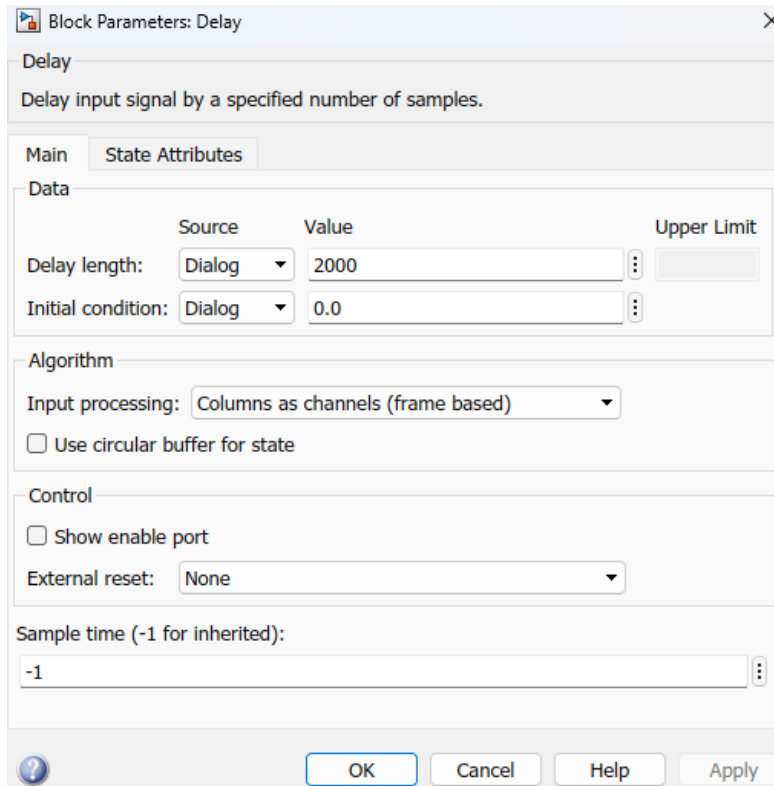 Block Parameters: Delay
Delay
Delay input signal by a specified number of samples.
Main State Attributes
Data
Source Value Upper Limit
Delay length: Dialog 2000
Initial condition: Dialog 0.0
Algorithm
Input processing: Columns as channels (frame based)
Use circular buffer for state
Control
Show enable port
External reset: None
Sample time (-1 for inherited):
-1
OK Cancel Help Apply